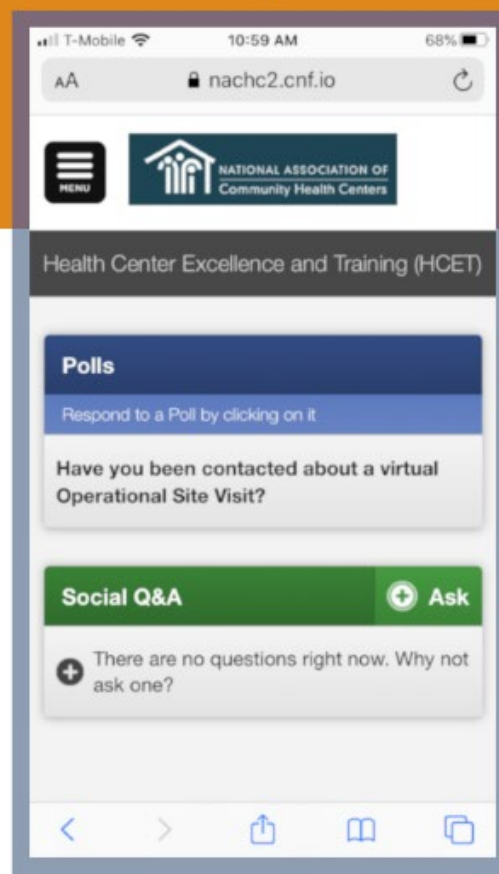 T-Mobile 10:59 AM 68%
AA nachc2.cnf.io
MENU
NATIONAL ASSOCIATION OF
Community Health Centers
Health Center Excellence and Training (HCET)
Polls
Respond to a Poll by clicking on it
Have you been contacted about a virtual
Operational Site Visit?
Social Q&A Ask
There are no questions right now. Why not
ask one?